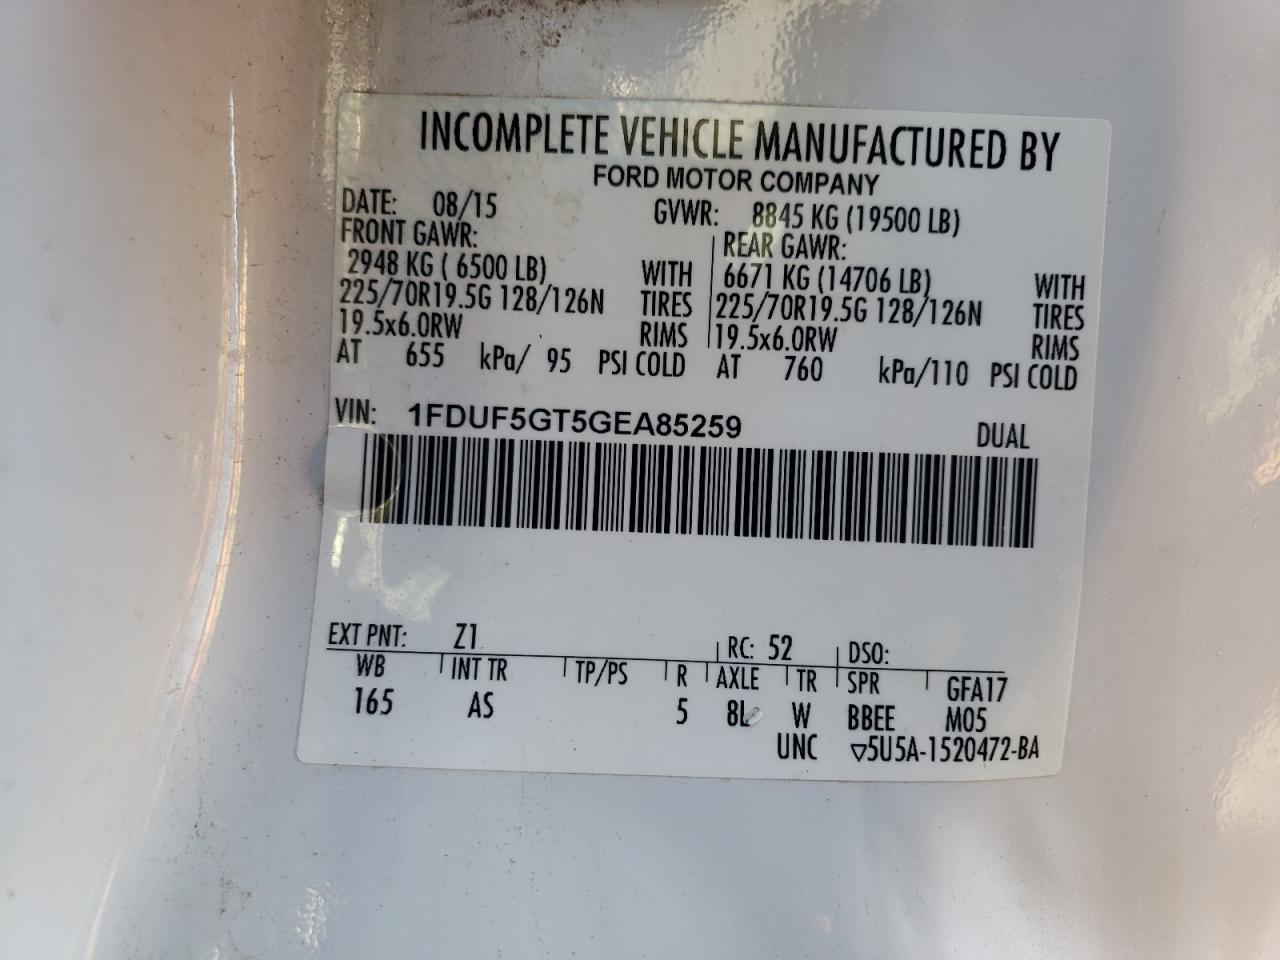 INCOMPLETE VEHICLE MANUFACTURED BY
FORD MOTOR COMPANY
DATE: 08/15 GVWR: 8845 KG (19500 LB)
FRONT GAWR: REAR GAWR:
2948 KG ( 6500 LB) WITH 6671 KG (14706 LB) WITH
225/70R19.5G 128/126N TIRES 225/70R19.5G 128/126N TIRES
19.5x6.0RW RIMS 19.5x6.0RW RIMS
AT 655 kPa/ 95 PSI COLD AT 760 kPa/110 PSI COLD
VIN: 1FDUF5GT5GEA85259 DUAL
EXT PNT: Z1 RC: 52 DSO:
WB INT TR TP/PS R AXLE TR SPR GFA17
165 AS 5 8L W BBEE M05
UNC ▽5U5A-1520472-BA